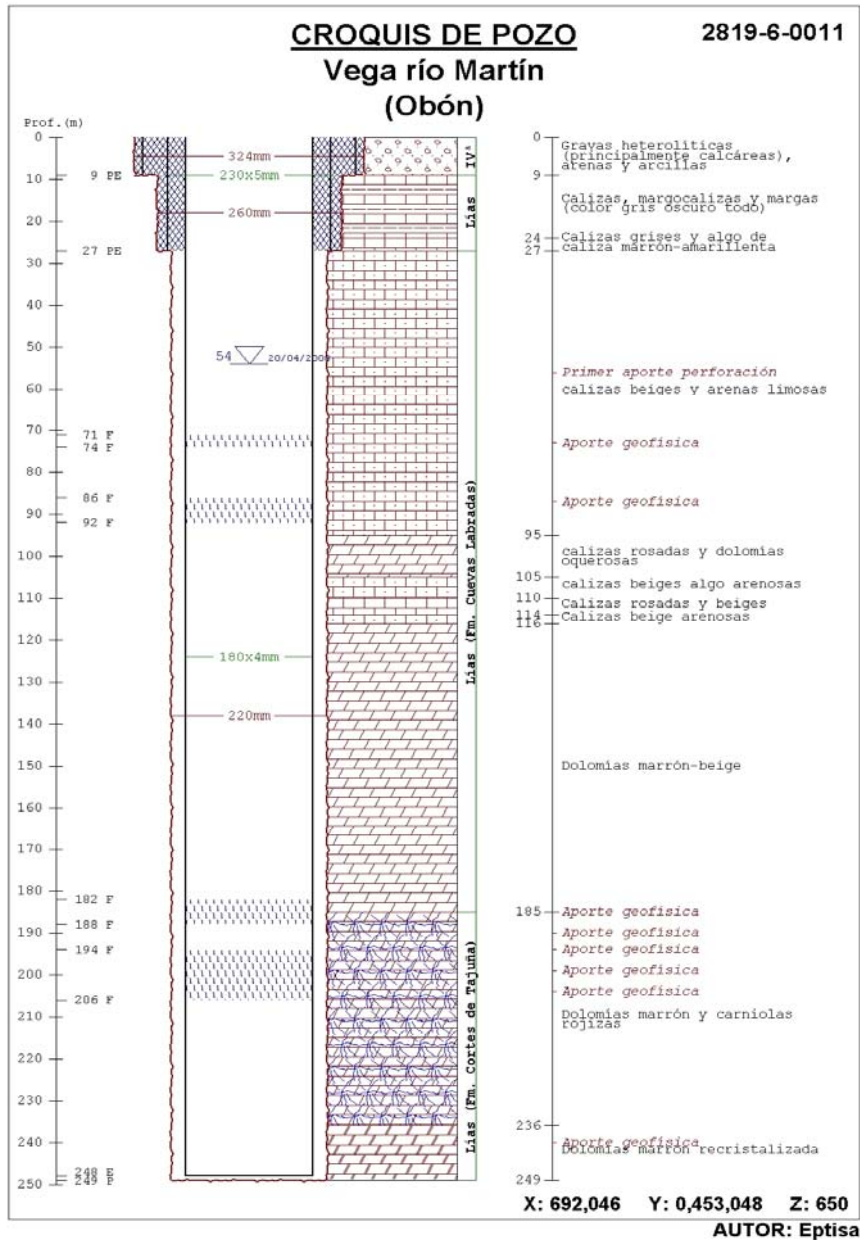 CROQUIS DE POZO
2819-6-0011
Vega río Martín
(Obón)
Prof.(m)
0
10
20
30
40
50
60
70
80
90
100
110
120
130
140
150
160
170
180
190
200
210
220
230
240
250
9 PE
27 PE
71 F
74 F
86 F
92 F
182 F
188 F
194 F
206 F
248 E
249 P
324mm
230x5mm
260mm
54
180x4mm
220mm
IVª
Lias
Lias (Fm. Cuevas Labradas)
Lias (Fm. Cortes de Tajuña)
0
Gravas heterolíticas
(principalmente calcáreas),
arenas y arcillas
9
Calizas, margocalizas y margas
(color gris oscuro todo)
24
Calizas grises y algo de
27
caliza marrón-amarillenta
Primer aporte perforación
calizas beiges y arenas limosas
Aporte geofísica
Aporte geofísica
95
calizas rosadas y dolomías
oquerosas
105
calizas beiges algo arenosas
110
Calizas rosadas y beiges
114
Calizas beige arenosas
116
Dolomías marrón-beige
185
Aporte geofísica
Aporte geofísica
Aporte geofísica
Aporte geofísica
Aporte geofísica
Dolomías marrón y carniolas
rojizas
236
Aporte geofísica
Dolomías marrón recristalizada
249
X: 692,046 Y: 0,453,048 Z: 650
AUTOR: Eptisa